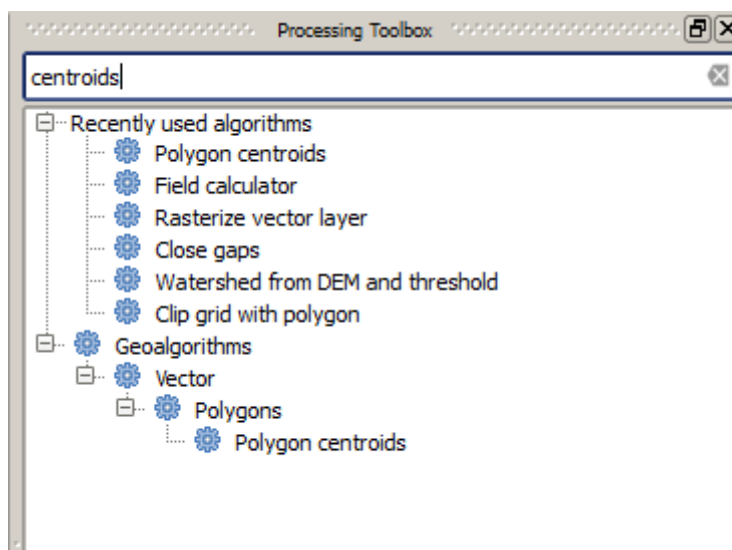 Processing Toolbox
centroids
Recently used algorithms
Polygon centroids
Field calculator
Rasterize vector layer
Close gaps
Watershed from DEM and threshold
Clip grid with polygon
Geoalgorithms
Vector
Polygons
Polygon centroids